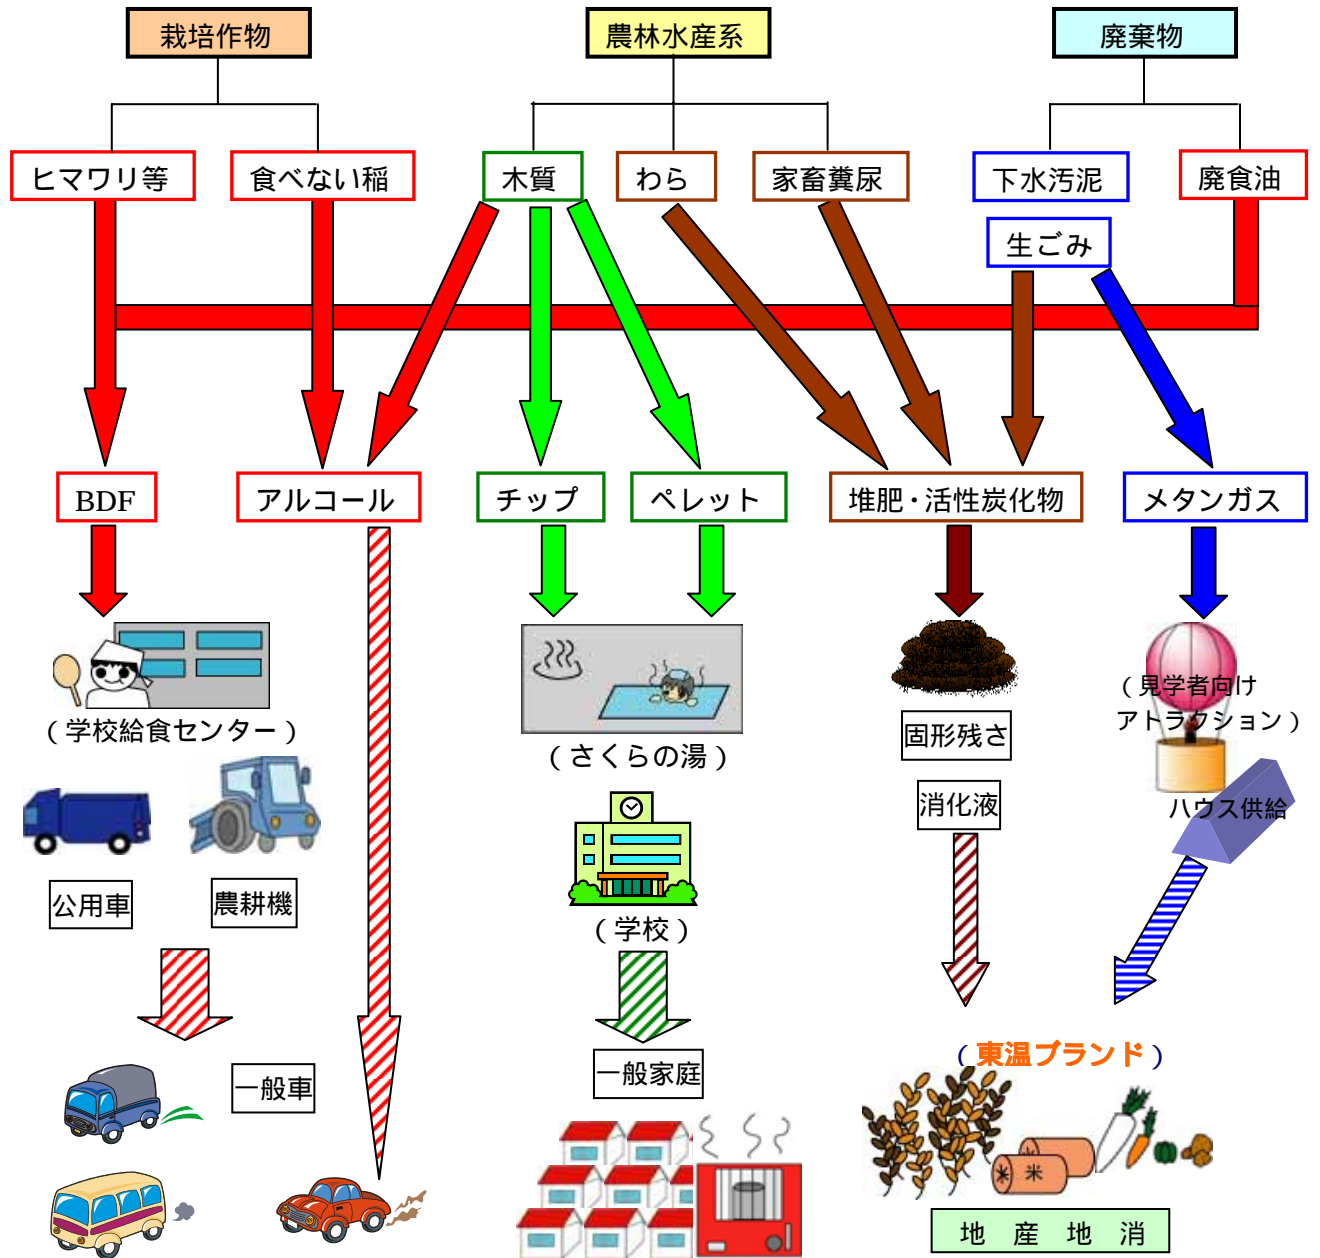 栽培作物
農林水産系
廃棄物
ヒマワリ等
食べない稲
木質
わら
家畜糞尿
下水汚泥
廃食油
生ごみ
BDF
アルコール
チップ
ペレット
堆肥・活性炭化物
メタンガス
(学校給食センター)
(さくらの湯)
固形残さ
(見学者向け
アトラクション)
消化液
ハウス供給
公用車
農耕機
(学校)
一般車
一般家庭
(東温ブランド)
米
地産地消